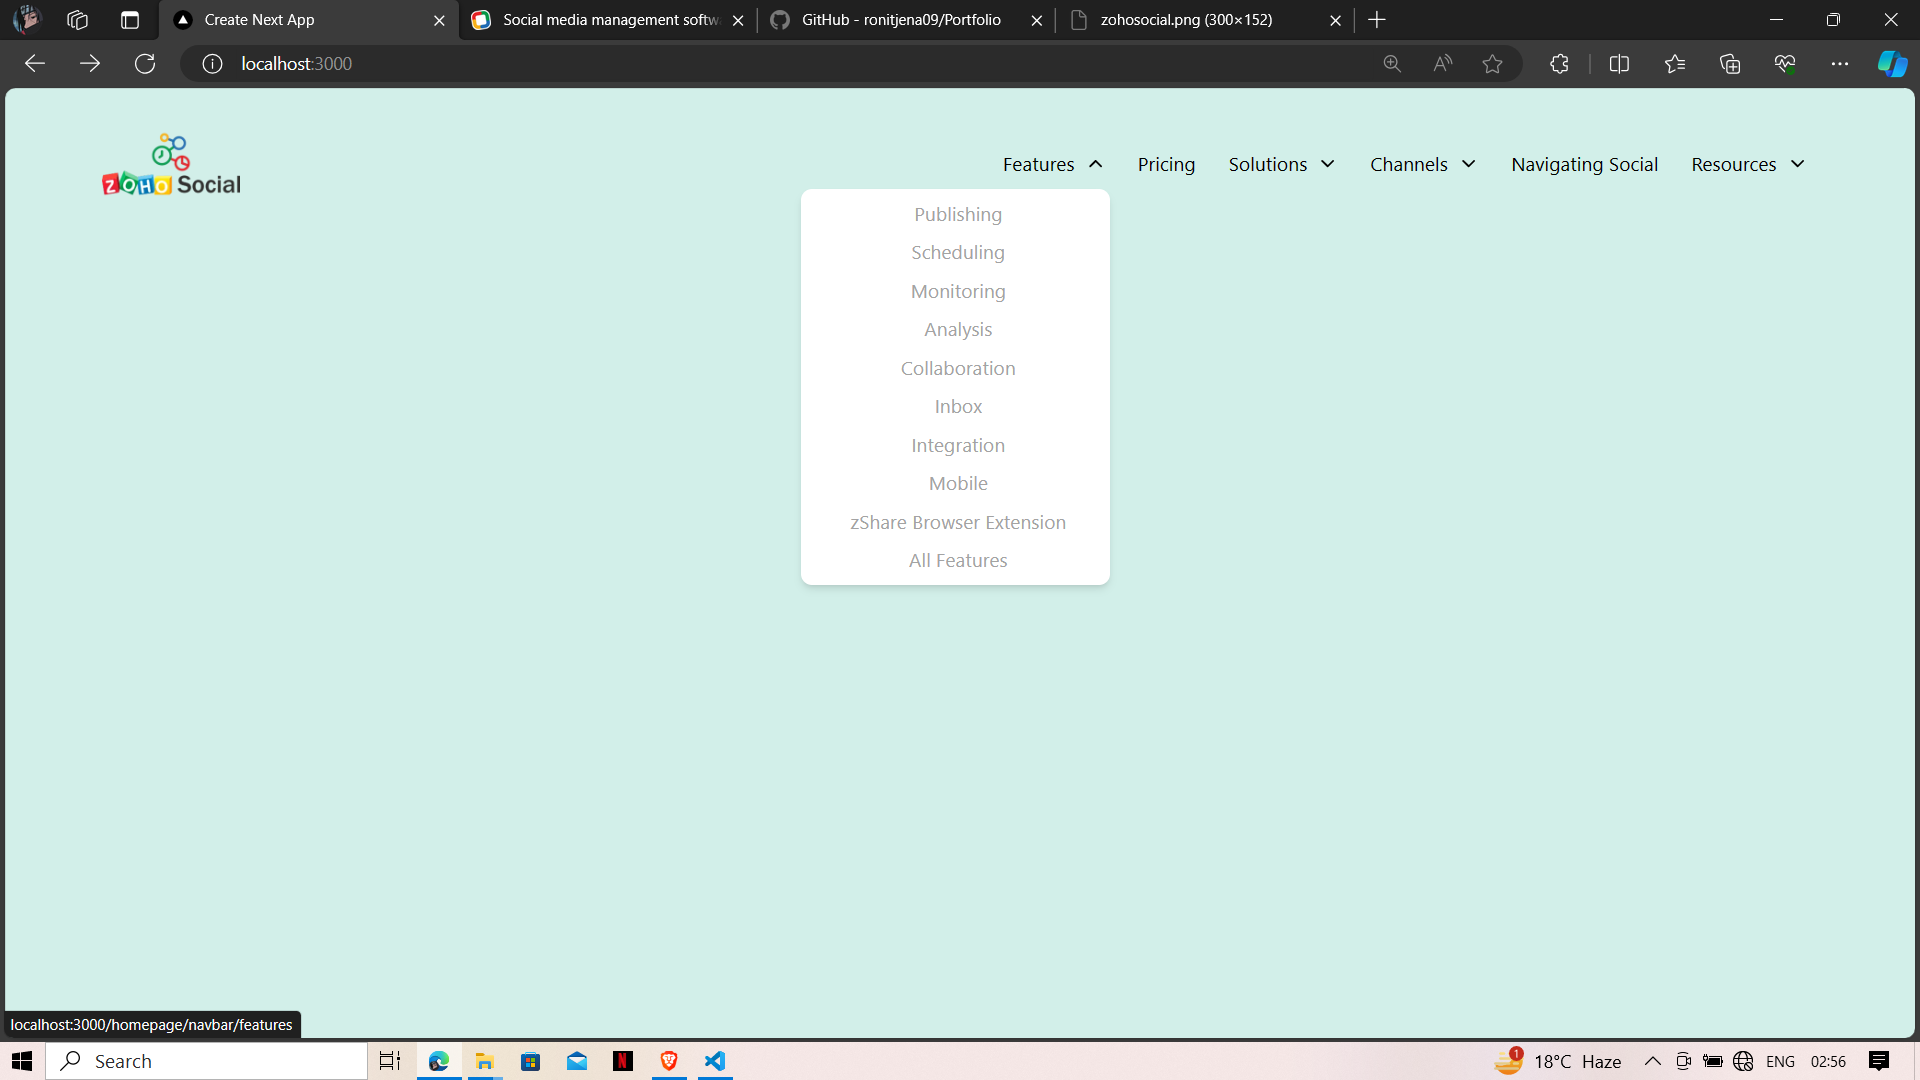 Create Next App
Social media management softw
GitHub - ronitjena09/Portfolio
zohosocial.png (300×152)
localhost:3000
ZOHO Social
Features
Pricing
Solutions
Channels
Navigating Social
Resources
Publishing
Scheduling
Monitoring
Analysis
Collaboration
Inbox
Integration
Mobile
zShare Browser Extension
All Features
localhost:3000/homepage/navbar/features
Search
N
1
18°C Haze
ENG
02:56